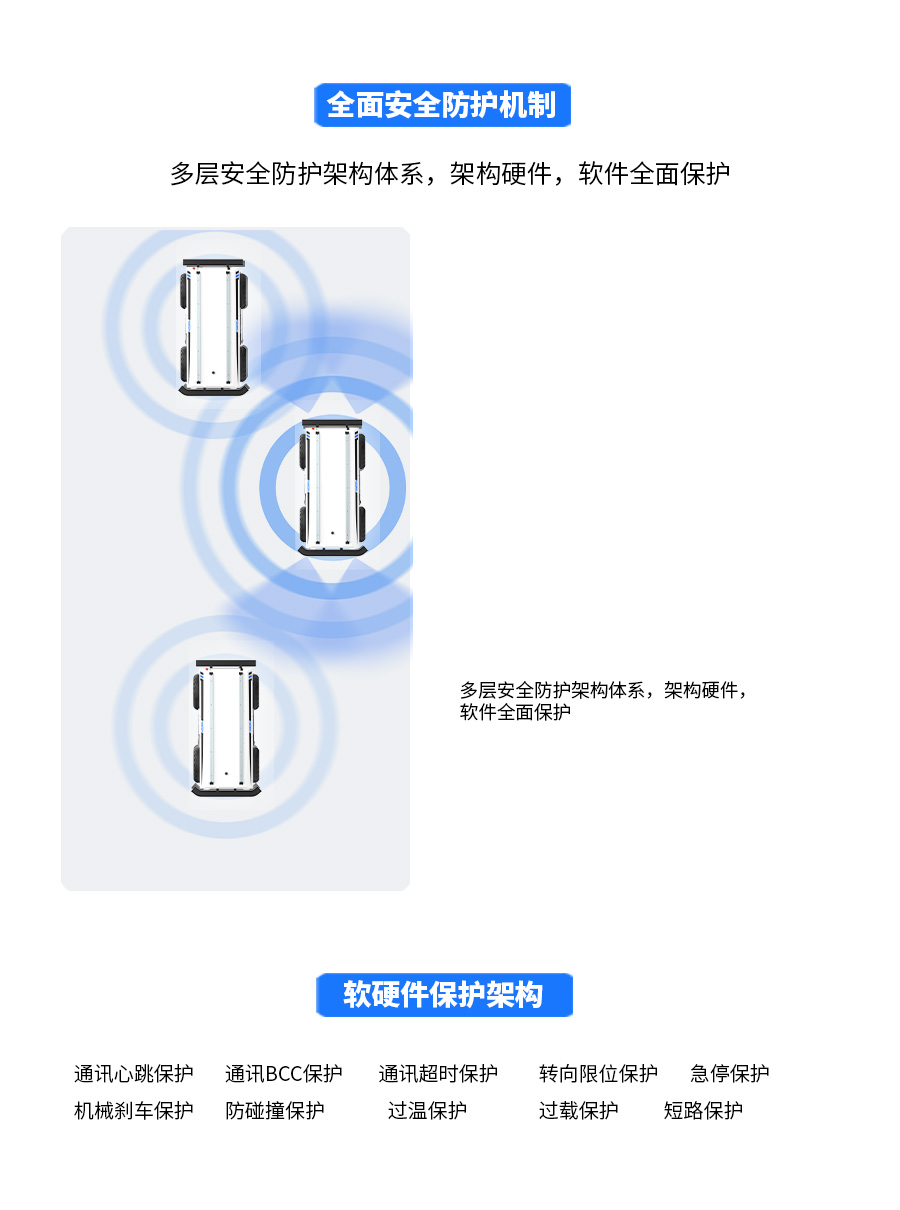 全面安全防护机制
多层安全防护架构体系，架构硬件，软件全面保护
多层安全防护架构体系，架构硬件，
软件全面保护
软硬件保护架构
通讯心跳保护 通讯BCC保护 通讯超时保护 转向限位保护 急停保护
机械刹车保护 防碰撞保护 过温保护 过载保护 短路保护